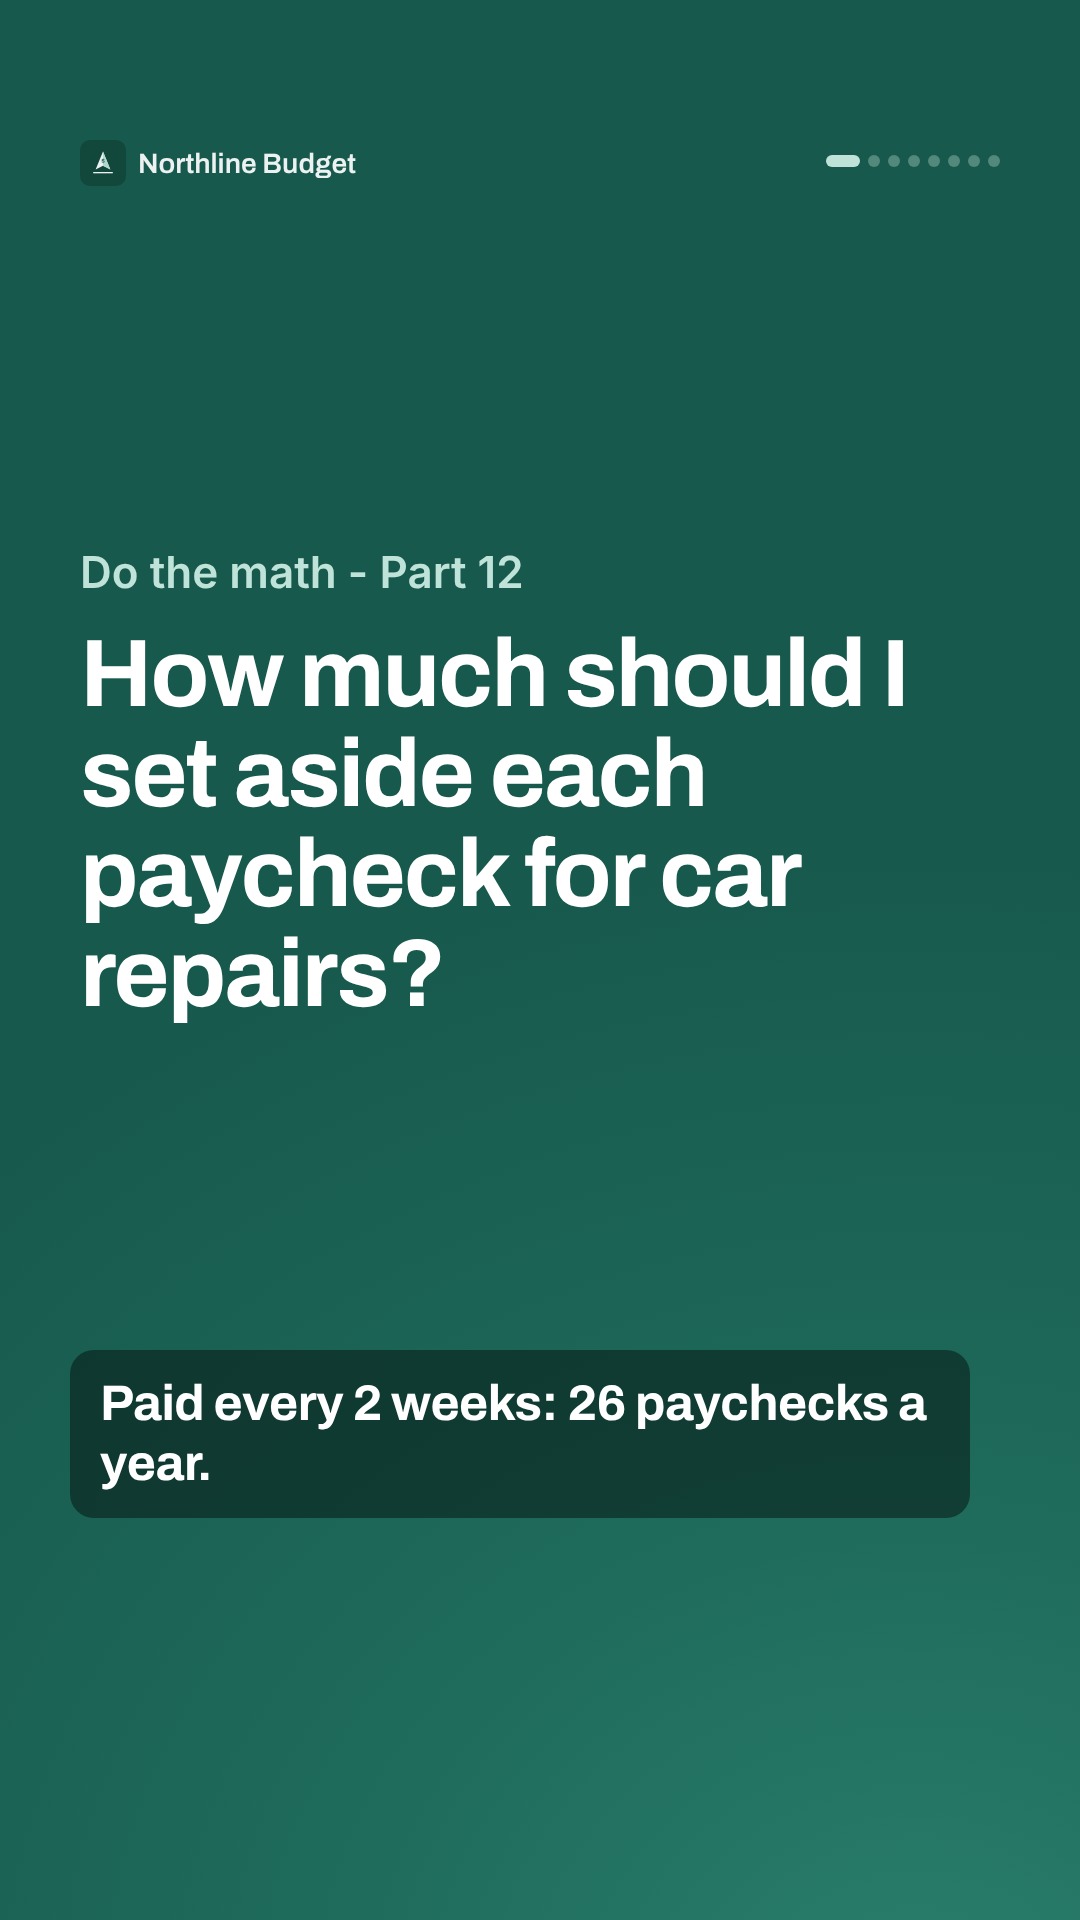 Northline Budget
Do the math - Part 12
How much should I
set aside each
paycheck for car
repairs?
Paid every 2 weeks: 26 paychecks a
year.